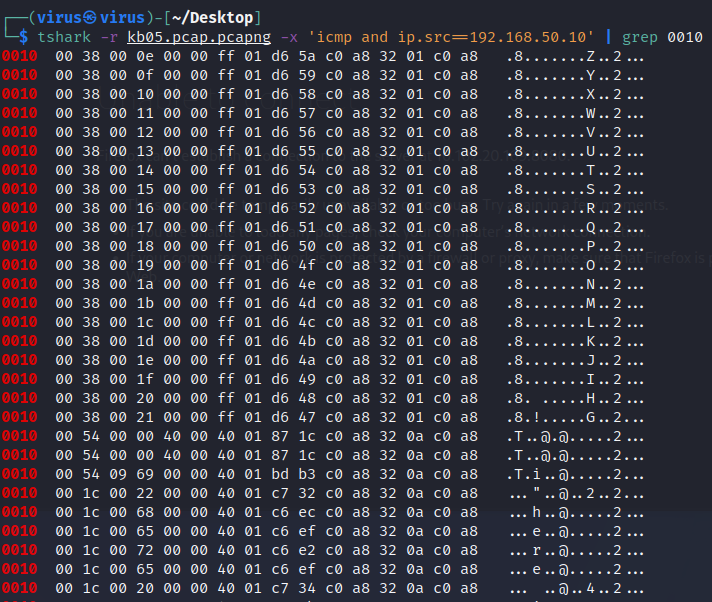 ┌──(virus㉿virus)-[~/Desktop]
└─$ tshark -r kb05.pcap.pcapng -x 'icmp and ip.src==192.168.50.10' | grep 0010
0010  00 38 00 0e 00 00 ff 01 d6 5a c0 a8 32 01 c0 a8   .8.......Z..2...
0010  00 38 00 0f 00 00 ff 01 d6 59 c0 a8 32 01 c0 a8   .8.......Y..2...
0010  00 38 00 10 00 00 ff 01 d6 58 c0 a8 32 01 c0 a8   .8.......X..2...
0010  00 38 00 11 00 00 ff 01 d6 57 c0 a8 32 01 c0 a8   .8.......W..2...
0010  00 38 00 12 00 00 ff 01 d6 56 c0 a8 32 01 c0 a8   .8.......V..2...
0010  00 38 00 13 00 00 ff 01 d6 55 c0 a8 32 01 c0 a8   .8.......U..2...
0010  00 38 00 14 00 00 ff 01 d6 54 c0 a8 32 01 c0 a8   .8.......T..2...
0010  00 38 00 15 00 00 ff 01 d6 53 c0 a8 32 01 c0 a8   .8.......S..2...
0010  00 38 00 16 00 00 ff 01 d6 52 c0 a8 32 01 c0 a8   .8.......R..2...
0010  00 38 00 17 00 00 ff 01 d6 51 c0 a8 32 01 c0 a8   .8.......Q..2...
0010  00 38 00 18 00 00 ff 01 d6 50 c0 a8 32 01 c0 a8   .8.......P..2...
0010  00 38 00 19 00 00 ff 01 d6 4f c0 a8 32 01 c0 a8   .8.......O..2...
0010  00 38 00 1a 00 00 ff 01 d6 4e c0 a8 32 01 c0 a8   .8.......N..2...
0010  00 38 00 1b 00 00 ff 01 d6 4d c0 a8 32 01 c0 a8   .8.......M..2...
0010  00 38 00 1c 00 00 ff 01 d6 4c c0 a8 32 01 c0 a8   .8.......L..2...
0010  00 38 00 1d 00 00 ff 01 d6 4b c0 a8 32 01 c0 a8   .8.......K..2...
0010  00 38 00 1e 00 00 ff 01 d6 4a c0 a8 32 01 c0 a8   .8.......J..2...
0010  00 38 00 1f 00 00 ff 01 d6 49 c0 a8 32 01 c0 a8   .8.......I..2...
0010  00 38 00 20 00 00 ff 01 d6 48 c0 a8 32 01 c0 a8   .8. .....H..2...
0010  00 38 00 21 00 00 ff 01 d6 47 c0 a8 32 01 c0 a8   .8.!.....G..2...
0010  00 54 00 00 40 00 40 01 87 1c c0 a8 32 0a c0 a8   .T..@.@.....2...
0010  00 54 00 00 40 00 40 01 87 1c c0 a8 32 0a c0 a8   .T..@.@.....2...
0010  00 54 09 69 00 00 40 01 bd b3 c0 a8 32 0a c0 a8   .T.i..@.....2...
0010  00 1c 00 22 00 00 40 01 c7 32 c0 a8 32 0a c0 a8   ..."..@..2..2...
0010  00 1c 00 68 00 00 40 01 c6 ec c0 a8 32 0a c0 a8   ...h..@.....2...
0010  00 1c 00 65 00 00 40 01 c6 ef c0 a8 32 0a c0 a8   ...e..@.....2...
0010  00 1c 00 72 00 00 40 01 c6 e2 c0 a8 32 0a c0 a8   ...r..@.....2...
0010  00 1c 00 65 00 00 40 01 c6 ef c0 a8 32 0a c0 a8   ...e..@.....2...
0010  00 1c 00 20 00 00 40 01 c7 34 c0 a8 32 0a c0 a8   ... ..@..4..2...